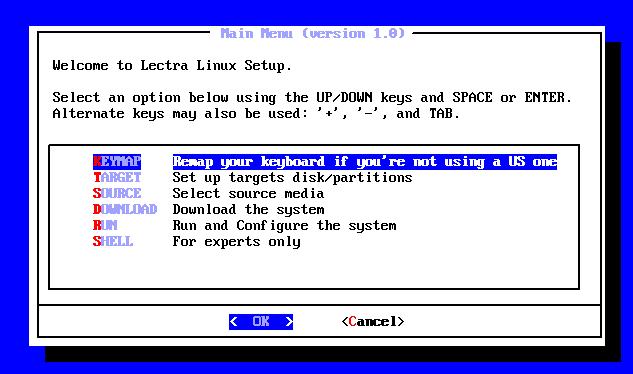 Main Menu (version 1.0)
Welcome to Lectra Linux Setup.
Select an option below using the UP/DOWN keys and SPACE or ENTER.
Alternate keys may also be used: '+', '-', and TAB.
KEYMAP Remap your keyboard if you're not using a US one
TARGET Set up targets disk/partitions
SOURCE Select source media
DOWNLOAD Download the system
RUN Run and Configure the system
SHELL For experts only
< OK > <Cancel>